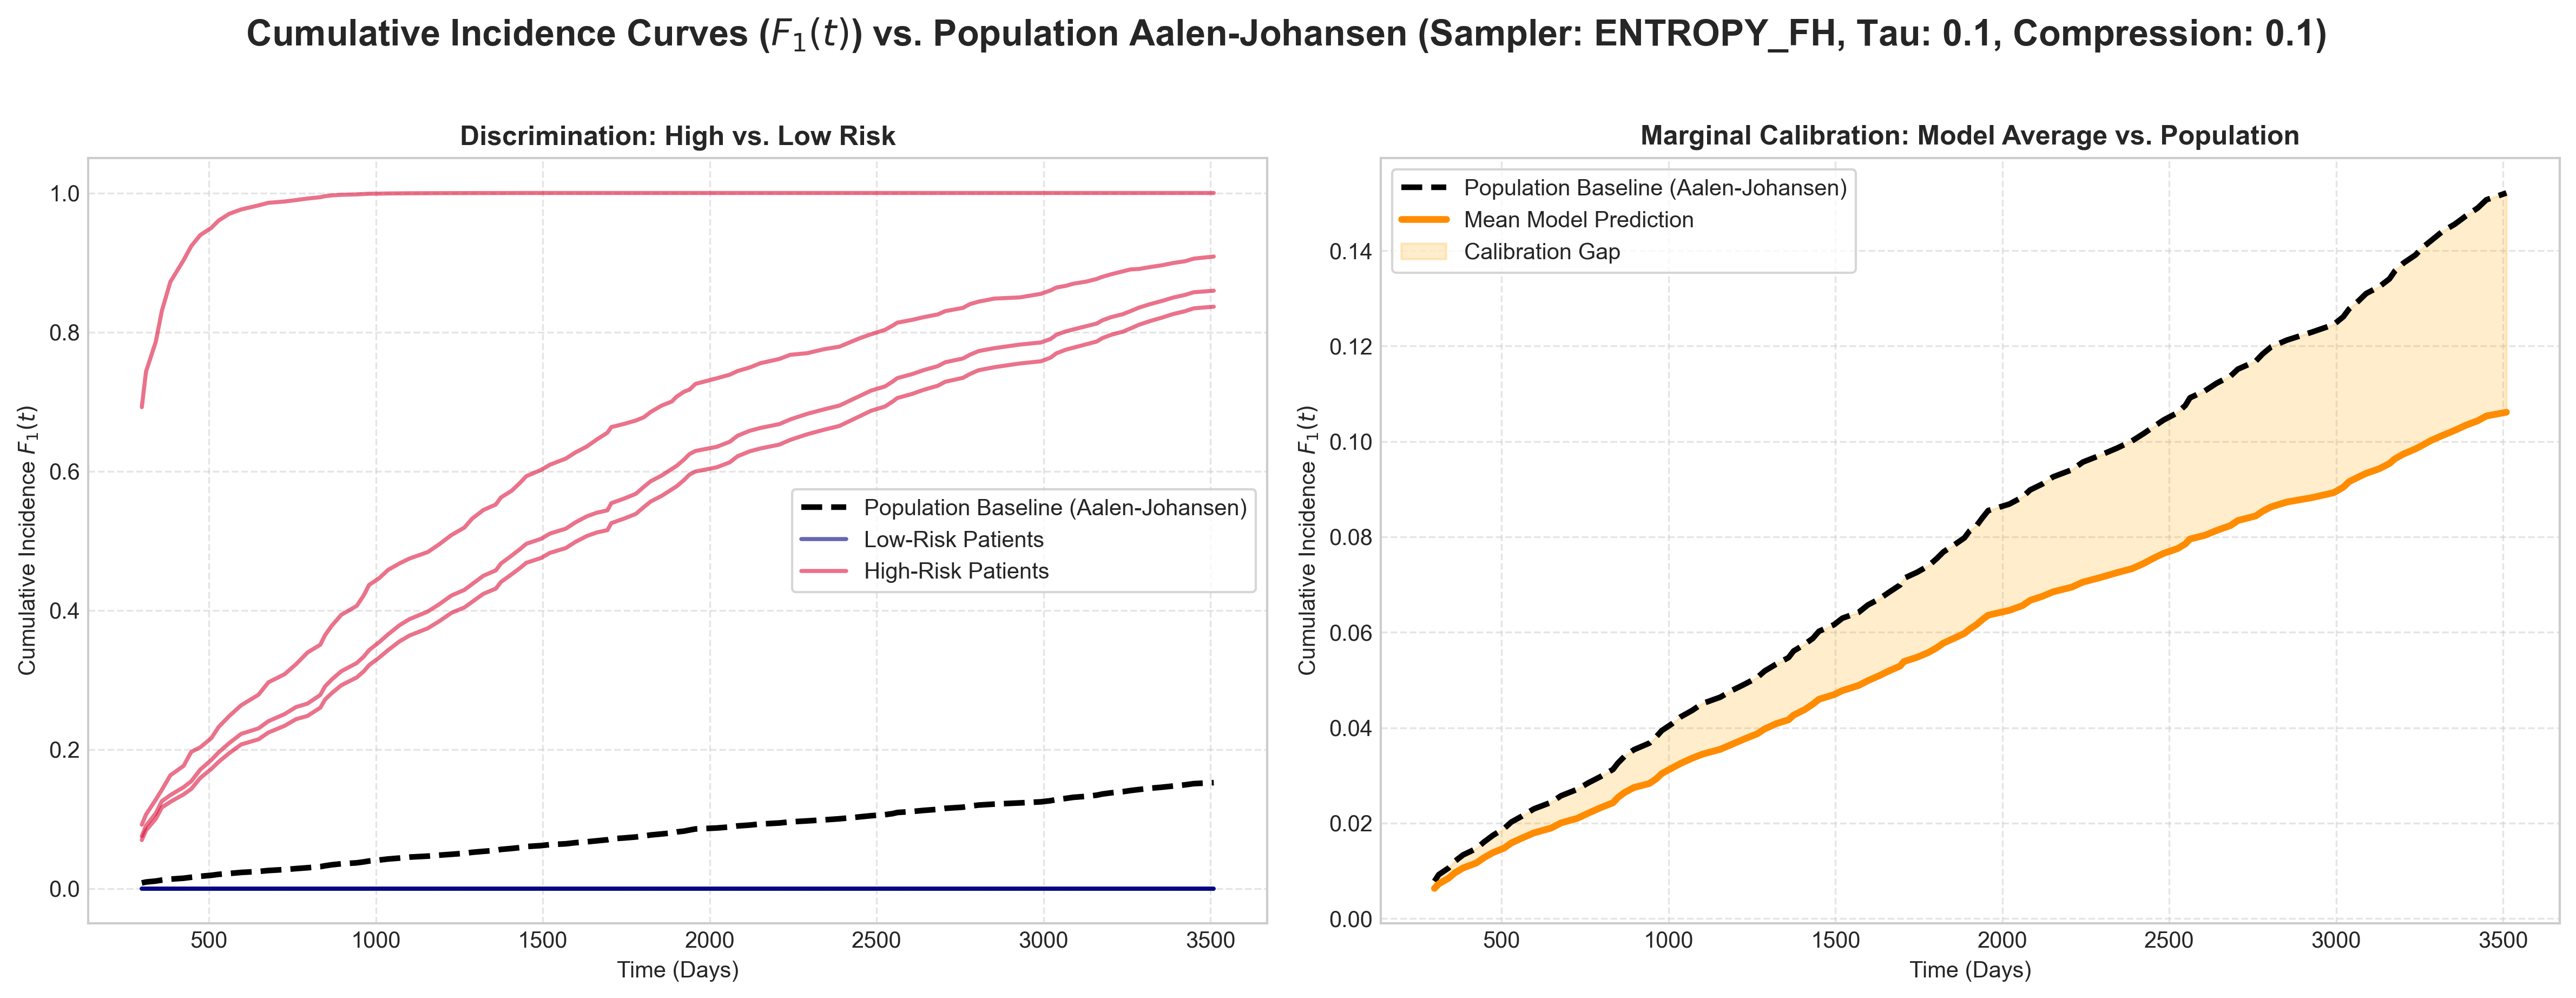 Cumulative Incidence Curves (F₁(t)) vs. Population Aalen-Johansen (Sampler: ENTROPY_FH, Tau: 0.1, Compression: 0.1)
Discrimination: High vs. Low Risk
Cumulative Incidence F₁(t)
1.0
0.8
0.6
0.4
0.2
0.0
Population Baseline (Aalen-Johansen)
Low-Risk Patients
High-Risk Patients
500 1000 1500 2000 2500 3000 3500
Time (Days)
Marginal Calibration: Model Average vs. Population
Cumulative Incidence F₁(t)
Population Baseline (Aalen-Johansen)
Mean Model Prediction
Calibration Gap
0.14
0.12
0.10
0.08
0.06
0.04
0.02
0.00
500 1000 1500 2000 2500 3000 3500
Time (Days)